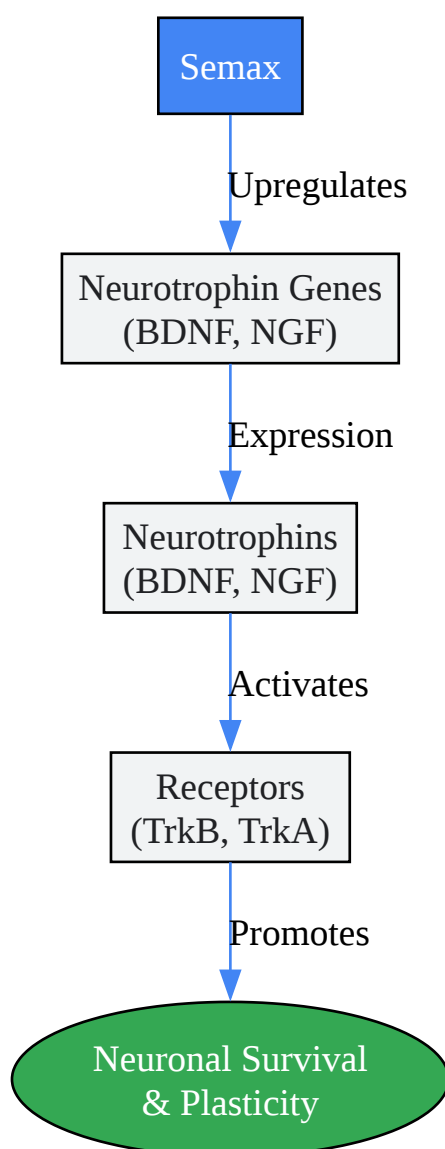 Semax
Upregulates
Neurotrophin Genes
(BDNF, NGF)
Expression
Neurotrophins
(BDNF, NGF)
Activates
Receptors
(TrkB, TrkA)
Promotes
Neuronal Survival
& Plasticity